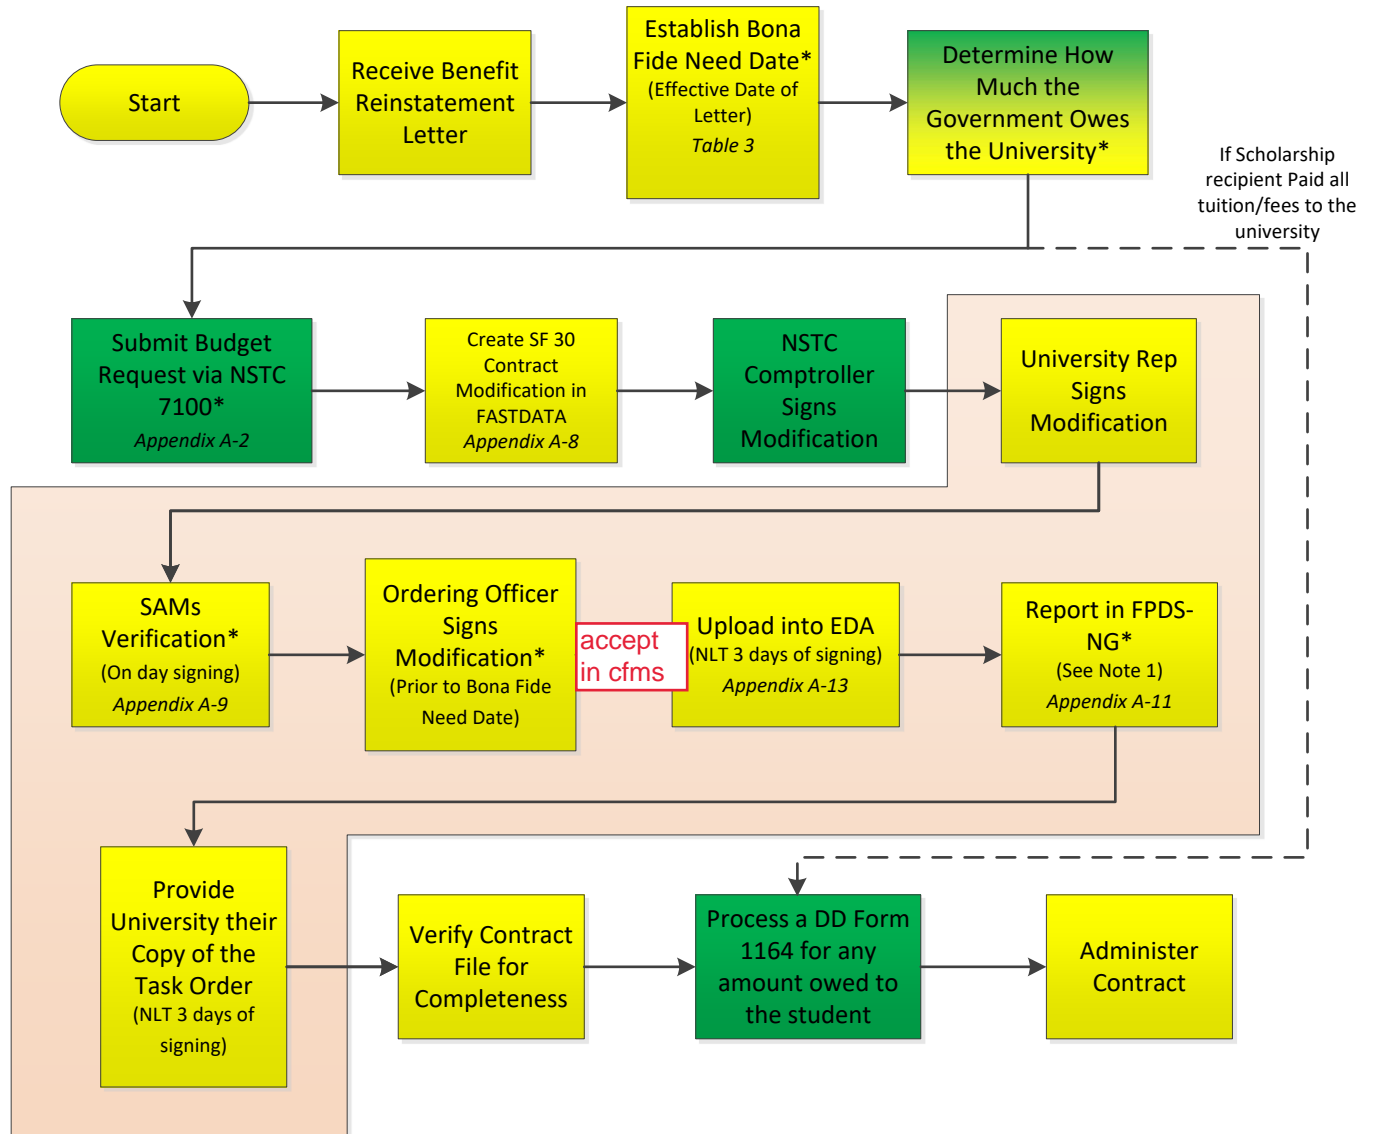 Start
Receive Benefit
Reinstatement
Letter
Establish Bona
Fide Need Date*
(Effective Date of
Letter)
Table 3
Determine How
Much the
Government Owes
the University*
If Scholarship
recipient Paid all
tuition/fees to the
university
Submit Budget
Request via NSTC
7100*
Appendix A-2
Create SF 30
Contract
Modification in
FASTDATA
Appendix A-8
NSTC
Comptroller
Signs
Modification
University Rep
Signs
Modification
SAMs
Verification*
(On day signing)
Appendix A-9
Ordering Officer
Signs
Modification*
(Prior to Bona Fide
Need Date)
accept
in cfms
Upload into EDA
(NLT 3 days of signing)
Appendix A-13
Report in FPDS-
NG*
(See Note 1)
Appendix A-11
Provide
University their
Copy of the
Task Order
(NLT 3 days of
signing)
Verify Contract
File for
Completeness
Process a DD Form
1164 for any
amount owed to
the student
Administer
Contract